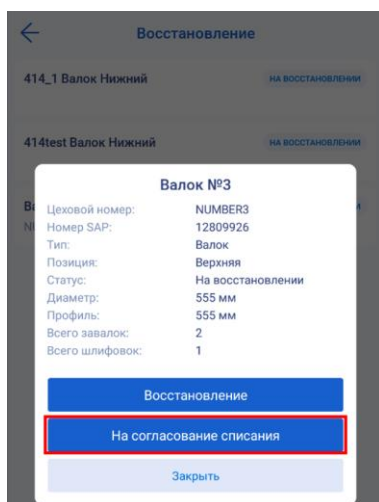 Восстановление
414_1 Валок Нижний НА ВОССТАНОВЛЕНИИ
414test Валок Нижний НА ВОССТАНОВЛЕНИИ
Валок №3
Цеховой номер: NUMBER3
Номер SAP: 12809926
Тип: Валок
Позиция: Верхняя
Статус: На восстановлении
Диаметр: 555 мм
Профиль: 555 мм
Всего завалок: 2
Всего шлифовок: 1
Восстановление
На согласование списания
Закрыть